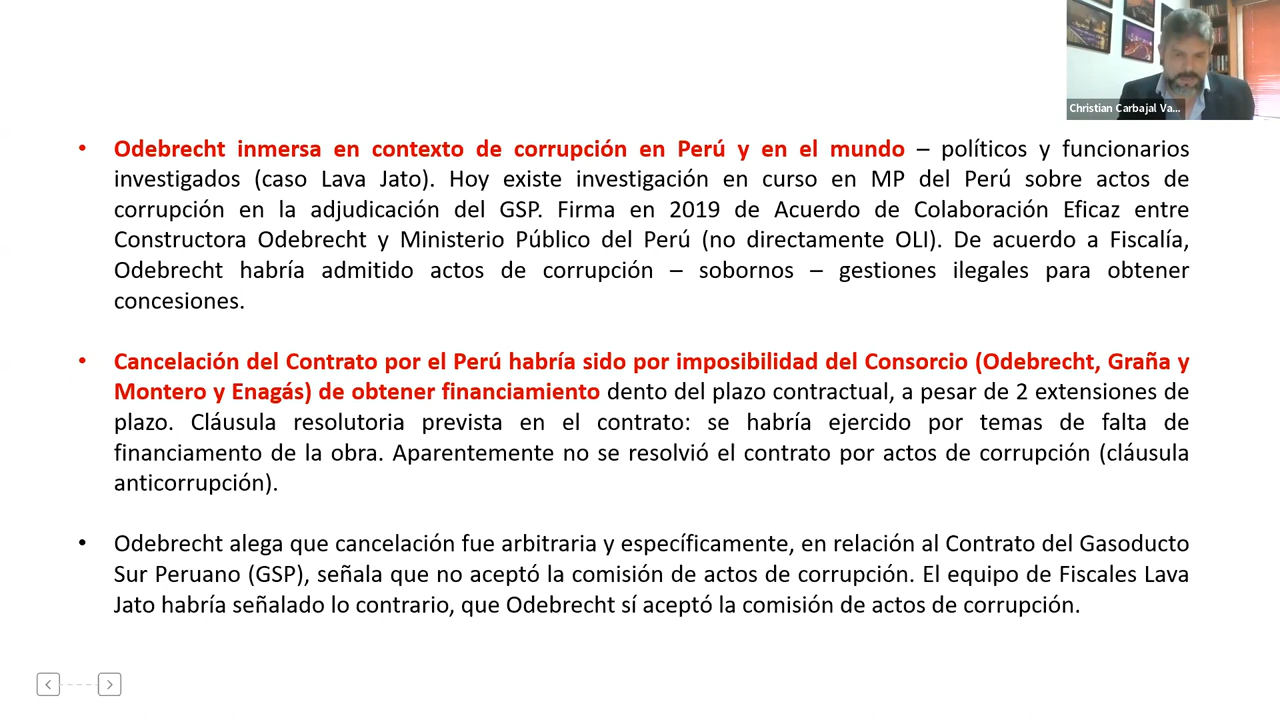 Christian Carbajal Va...
• Odebrecht inmersa en contexto de corrupción en Perú y en el mundo – políticos y funcionarios
investigados (caso Lava Jato). Hoy existe investigación en curso en MP del Perú sobre actos de
corrupción en la adjudicación del GSP. Firma en 2019 de Acuerdo de Colaboración Eficaz entre
Constructora Odebrecht y Ministerio Público del Perú (no directamente OLI). De acuerdo a Fiscalía,
Odebrecht habría admitido actos de corrupción – sobornos – gestiones ilegales para obtener
concesiones.
• Cancelación del Contrato por el Perú habría sido por imposibilidad del Consorcio (Odebrecht, Graña y
Montero y Enagás) de obtener financiamiento dento del plazo contractual, a pesar de 2 extensiones de
plazo. Cláusula resolutoria prevista en el contrato: se habría ejercido por temas de falta de
financiamento de la obra. Aparentemente no se resolvió el contrato por actos de corrupción (cláusula
anticorrupción).
• Odebrecht alega que cancelación fue arbitraria y específicamente, en relación al Contrato del Gasoducto
Sur Peruano (GSP), señala que no aceptó la comisión de actos de corrupción. El equipo de Fiscales Lava
Jato habría señalado lo contrario, que Odebrecht sí aceptó la comisión de actos de corrupción.